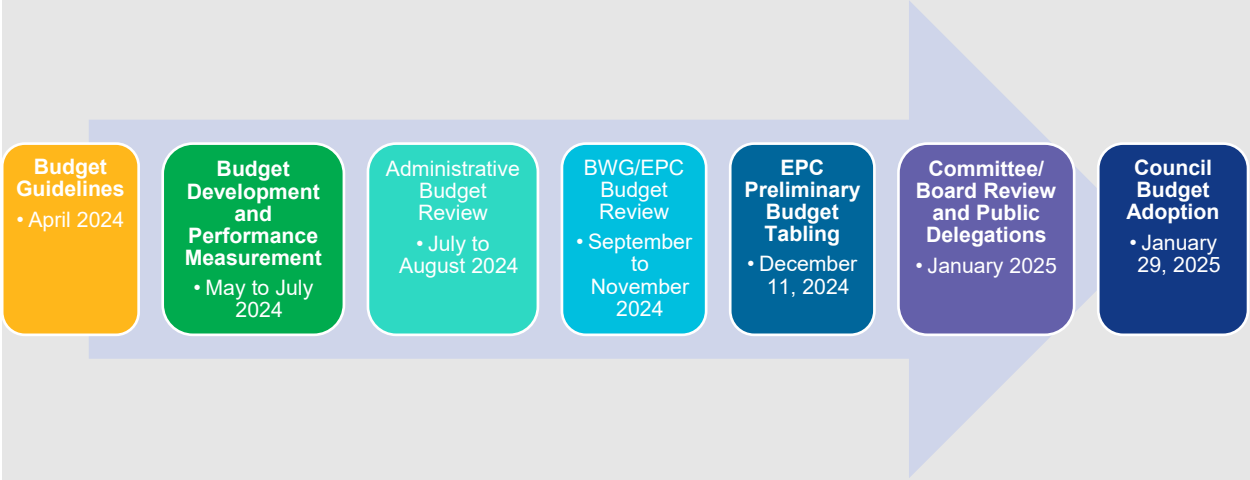 Budget
Guidelines
• April 2024
Budget
Development
and
Performance
Measurement
• May to July
2024
Administrative
Budget
Review
• July to
August 2024
BWG/EPC
Budget
Review
• September
to
November
2024
EPC
Preliminary
Budget
Tabling
• December
11, 2024
Committee/
Board Review
and Public
Delegations
• January 2025
Council
Budget
Adoption
• January
29, 2025